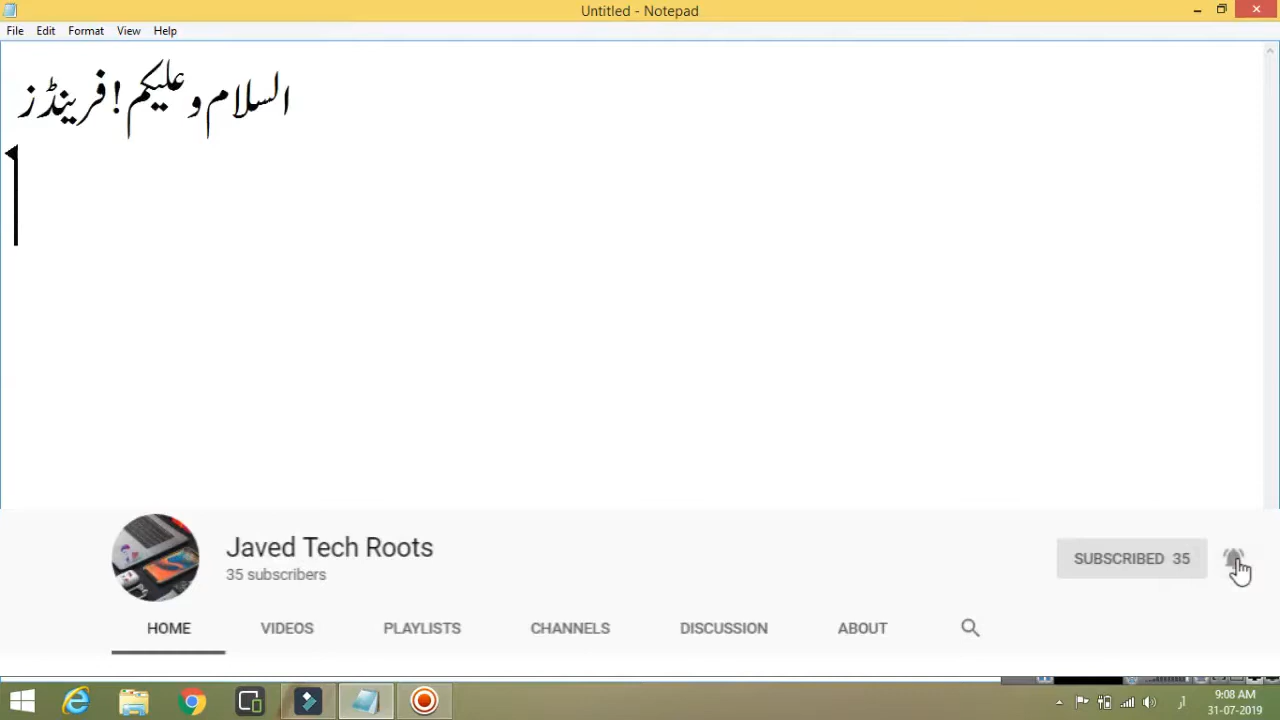 Untitled - Notepad
File Edit Format View Help
السلام و علیکم ! فرینڈز
Javed Tech Roots
35 subscribers
SUBSCRIBED 35
HOME VIDEOS PLAYLISTS CHANNELS DISCUSSION ABOUT
9:08 AM
31-07-2019